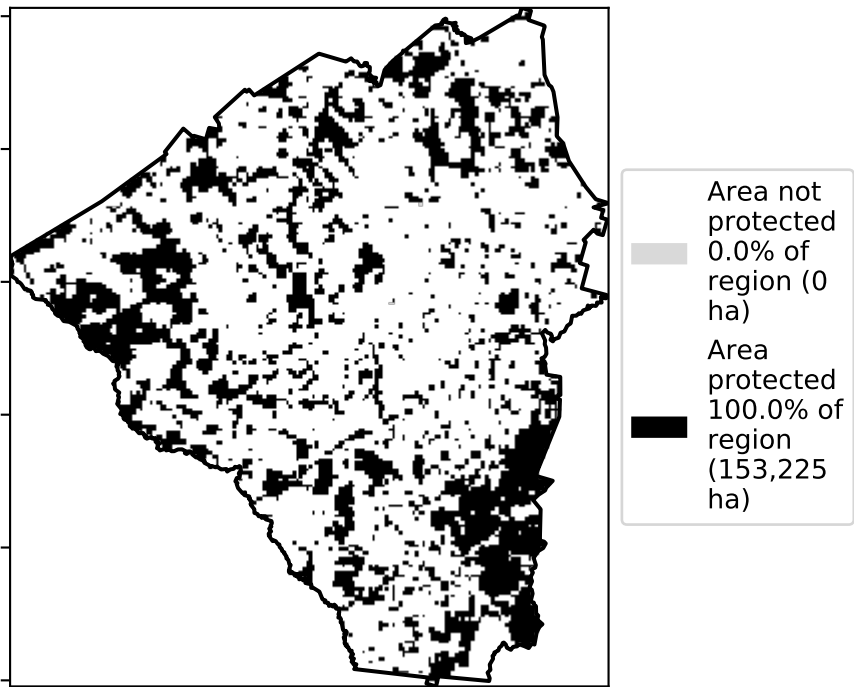 Area not
protected
0.0% of
region (0
ha)
Area
protected
100.0% of
region
(153,225
ha)